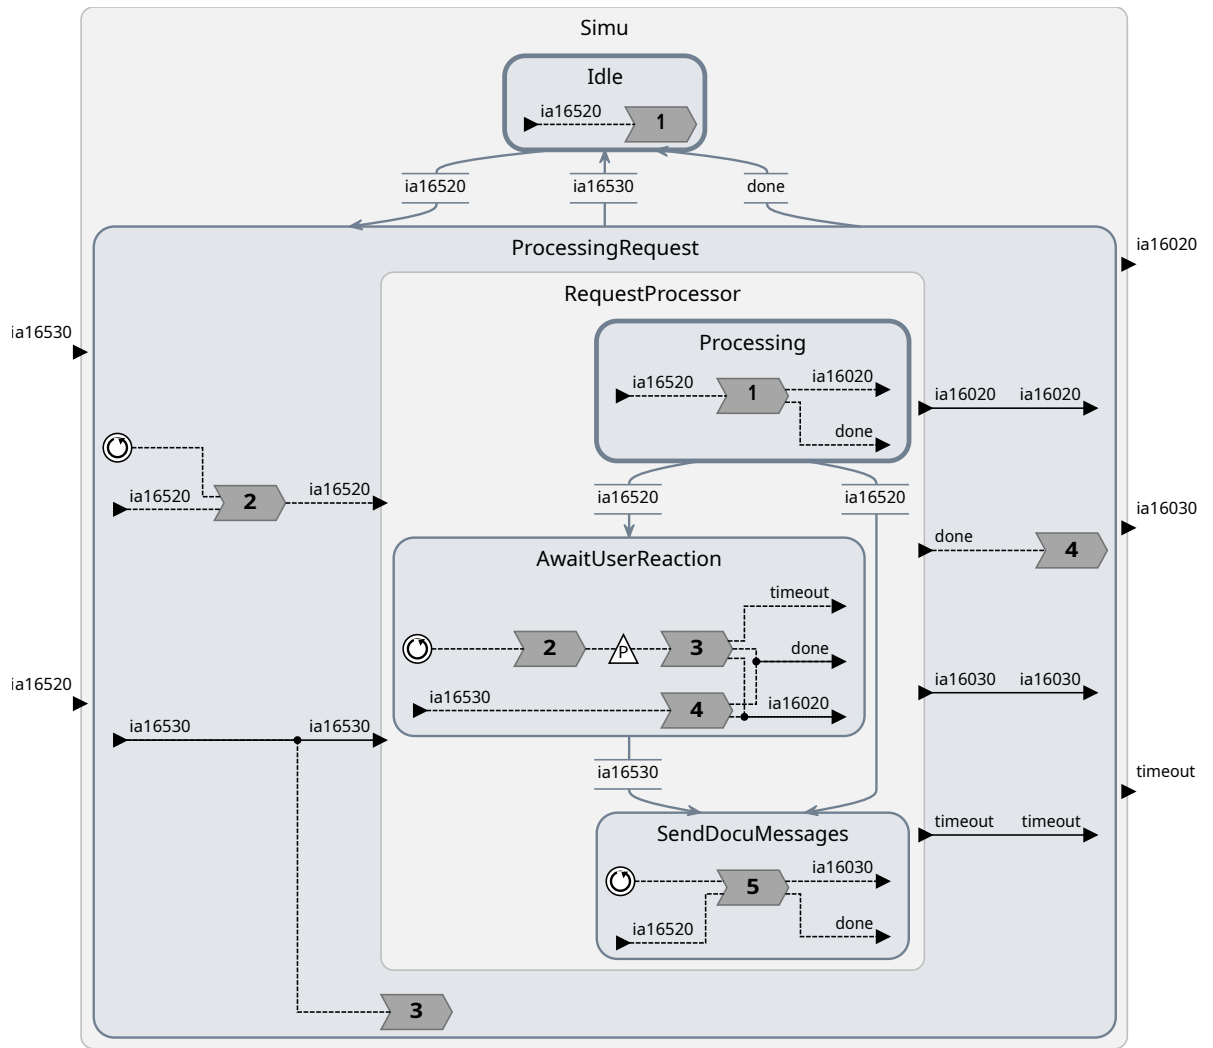 Simu
Idle
ia16520
1
ia16520
ia16530
done
ProcessingRequest
ia16020
RequestProcessor
ia16530
Processing
ia16520
1
ia16020
done
ia16020
ia16020
ia16520
2
ia16520
ia16520
ia16520
ia16030
done
4
AwaitUserReaction
timeout
2
P
3
done
ia16530
4
ia16020
ia16030
ia16030
ia16520
ia16530
ia16530
ia16530
timeout
SendDocuMessages
timeout
timeout
ia16030
5
ia16520
done
3